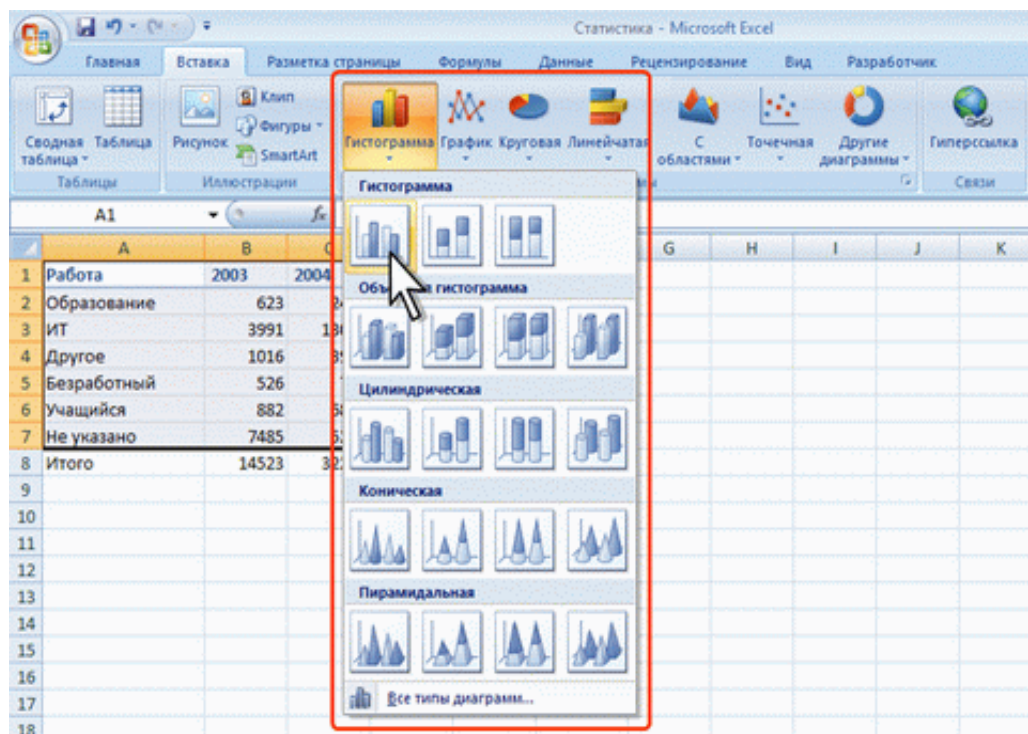 Статистика - Microsoft Excel
Главная Вставка Разметка страницы Формулы Данные Рецензирование Вид Разработчик
Сводная таблица Таблица Рисунок Клип Фигуры SmartArt Гистограмма График Круговая Линейчатая С областями Точечная Другие диаграммы Гиперссылка
Таблицы Иллюстрации Связи
A1 fx
Гистограмма
A B C G H I J K
1 Работа 2003 2004
2 Образование 623
3 ИТ 3991
4 Другое 1016
5 Безработный 526
6 Учащийся 882
7 Не указано 7485
8 Итого 14523
9
10
11
12
13
14
15
16
17
18
гистограмма
Цилиндрическая
Коническая
Пирамидальная
Все типы диаграмм...